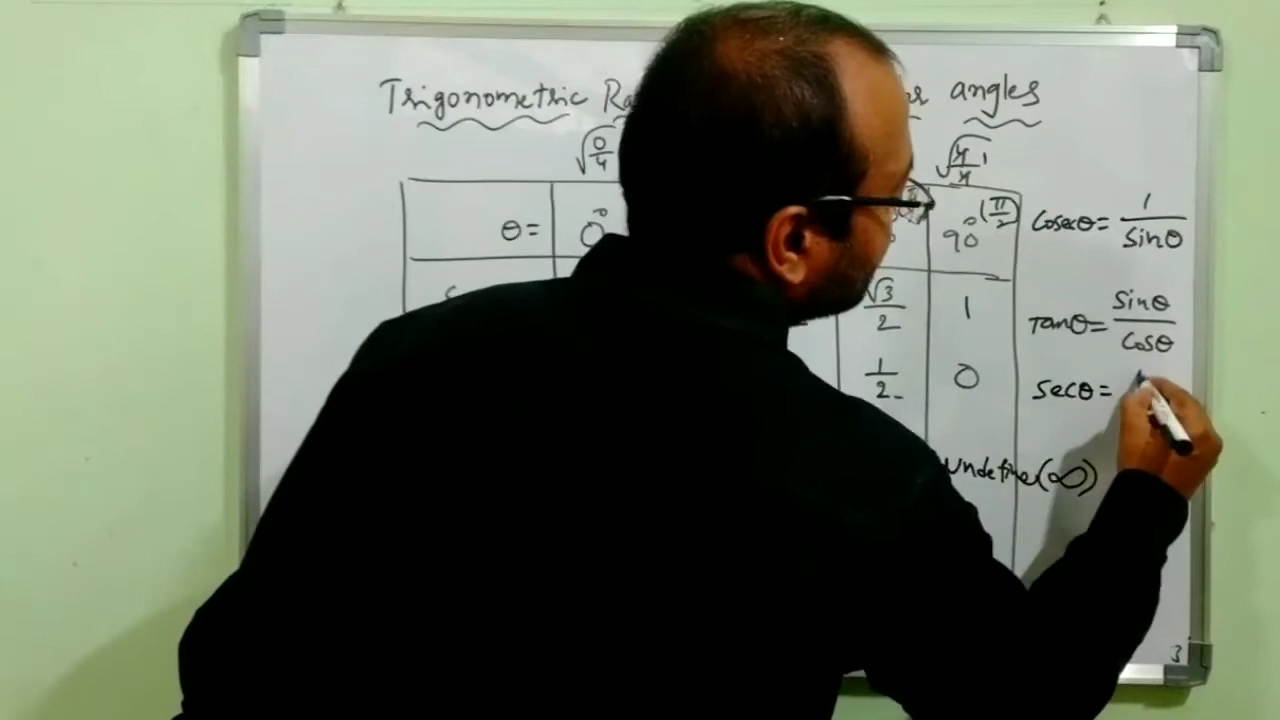 Trigonometric angles
√0/4 √4/4 1
θ= 0° 90° (π/2) Cosecθ= 1/Sinθ
√3/2 1 Tanθ= Sinθ/Cosθ
1/2 0 Secθ=
Undefine(∞)
3